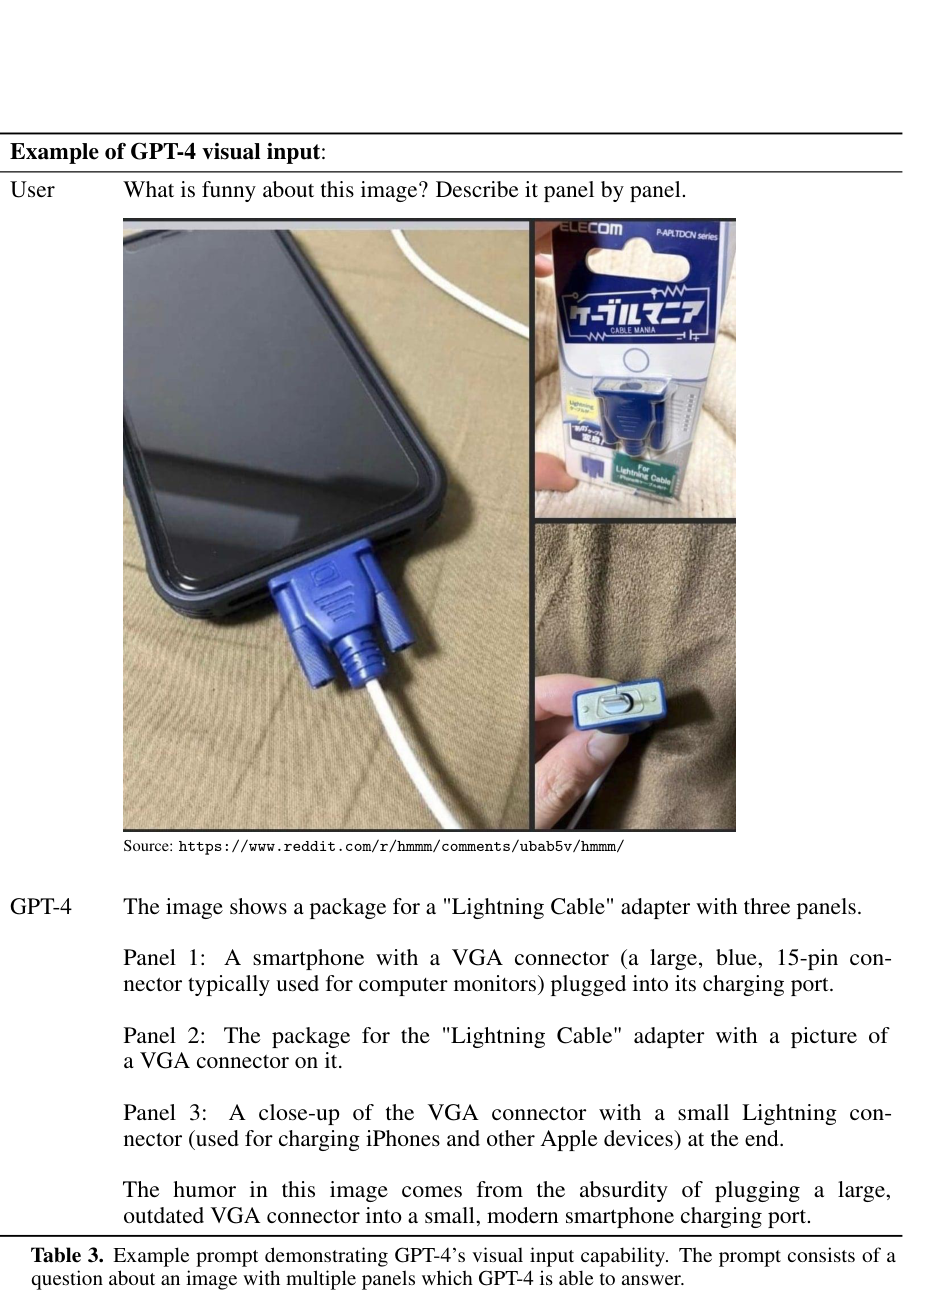 Example of GPT-4 visual input:
User
What is funny about this image? Describe it panel by panel.
ELECOM
P-APLTDCN series
ケーブルマニア
CABLE MANIA
Lightning
変身!
For
Lightning Cable
Source: https://www.reddit.com/r/hmmm/comments/ubab5v/hmmm/
GPT-4
The image shows a package for a "Lightning Cable" adapter with three panels.
Panel 1: A smartphone with a VGA connector (a large, blue, 15-pin con-
nector typically used for computer monitors) plugged into its charging port.
Panel 2: The package for the "Lightning Cable" adapter with a picture of
a VGA connector on it.
Panel 3: A close-up of the VGA connector with a small Lightning con-
nector (used for charging iPhones and other Apple devices) at the end.
The humor in this image comes from the absurdity of plugging a large,
outdated VGA connector into a small, modern smartphone charging port.
Table 3. Example prompt demonstrating GPT-4's visual input capability. The prompt consists of a
question about an image with multiple panels which GPT-4 is able to answer.